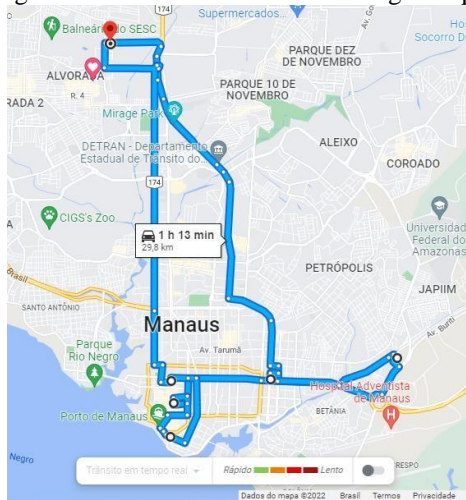 Supermercados...
Balneário do SESC
Socorro D
PARQUE DEZ
DE NOVEMBRO
ALVORADA
RADA 2
R. 4
PARQUE 10 DE
NOVEMBRO
Mirage Park
174
ALEIXO
DETRAN - Departamento
Estadual de Trânsito do...
COROADO
174
CIGS's Zoo
Universidad
Federal do
Amazonas
1 h 13 min
29,8 km
PETRÓPOLIS
JAPIIM
Brasil
SANTO ANTÔNIO
Manaus
Av. Buriti
Parque
Rio Negro
Av. Tarumã
Hospital Adventista
de Manaus
Porto de Manaus
BETÂNIA
Negro
Trânsito em tempo real
Rápido
Lento
CRESPO
Dados do mapa ©2022 Brasil Termos Privacidade